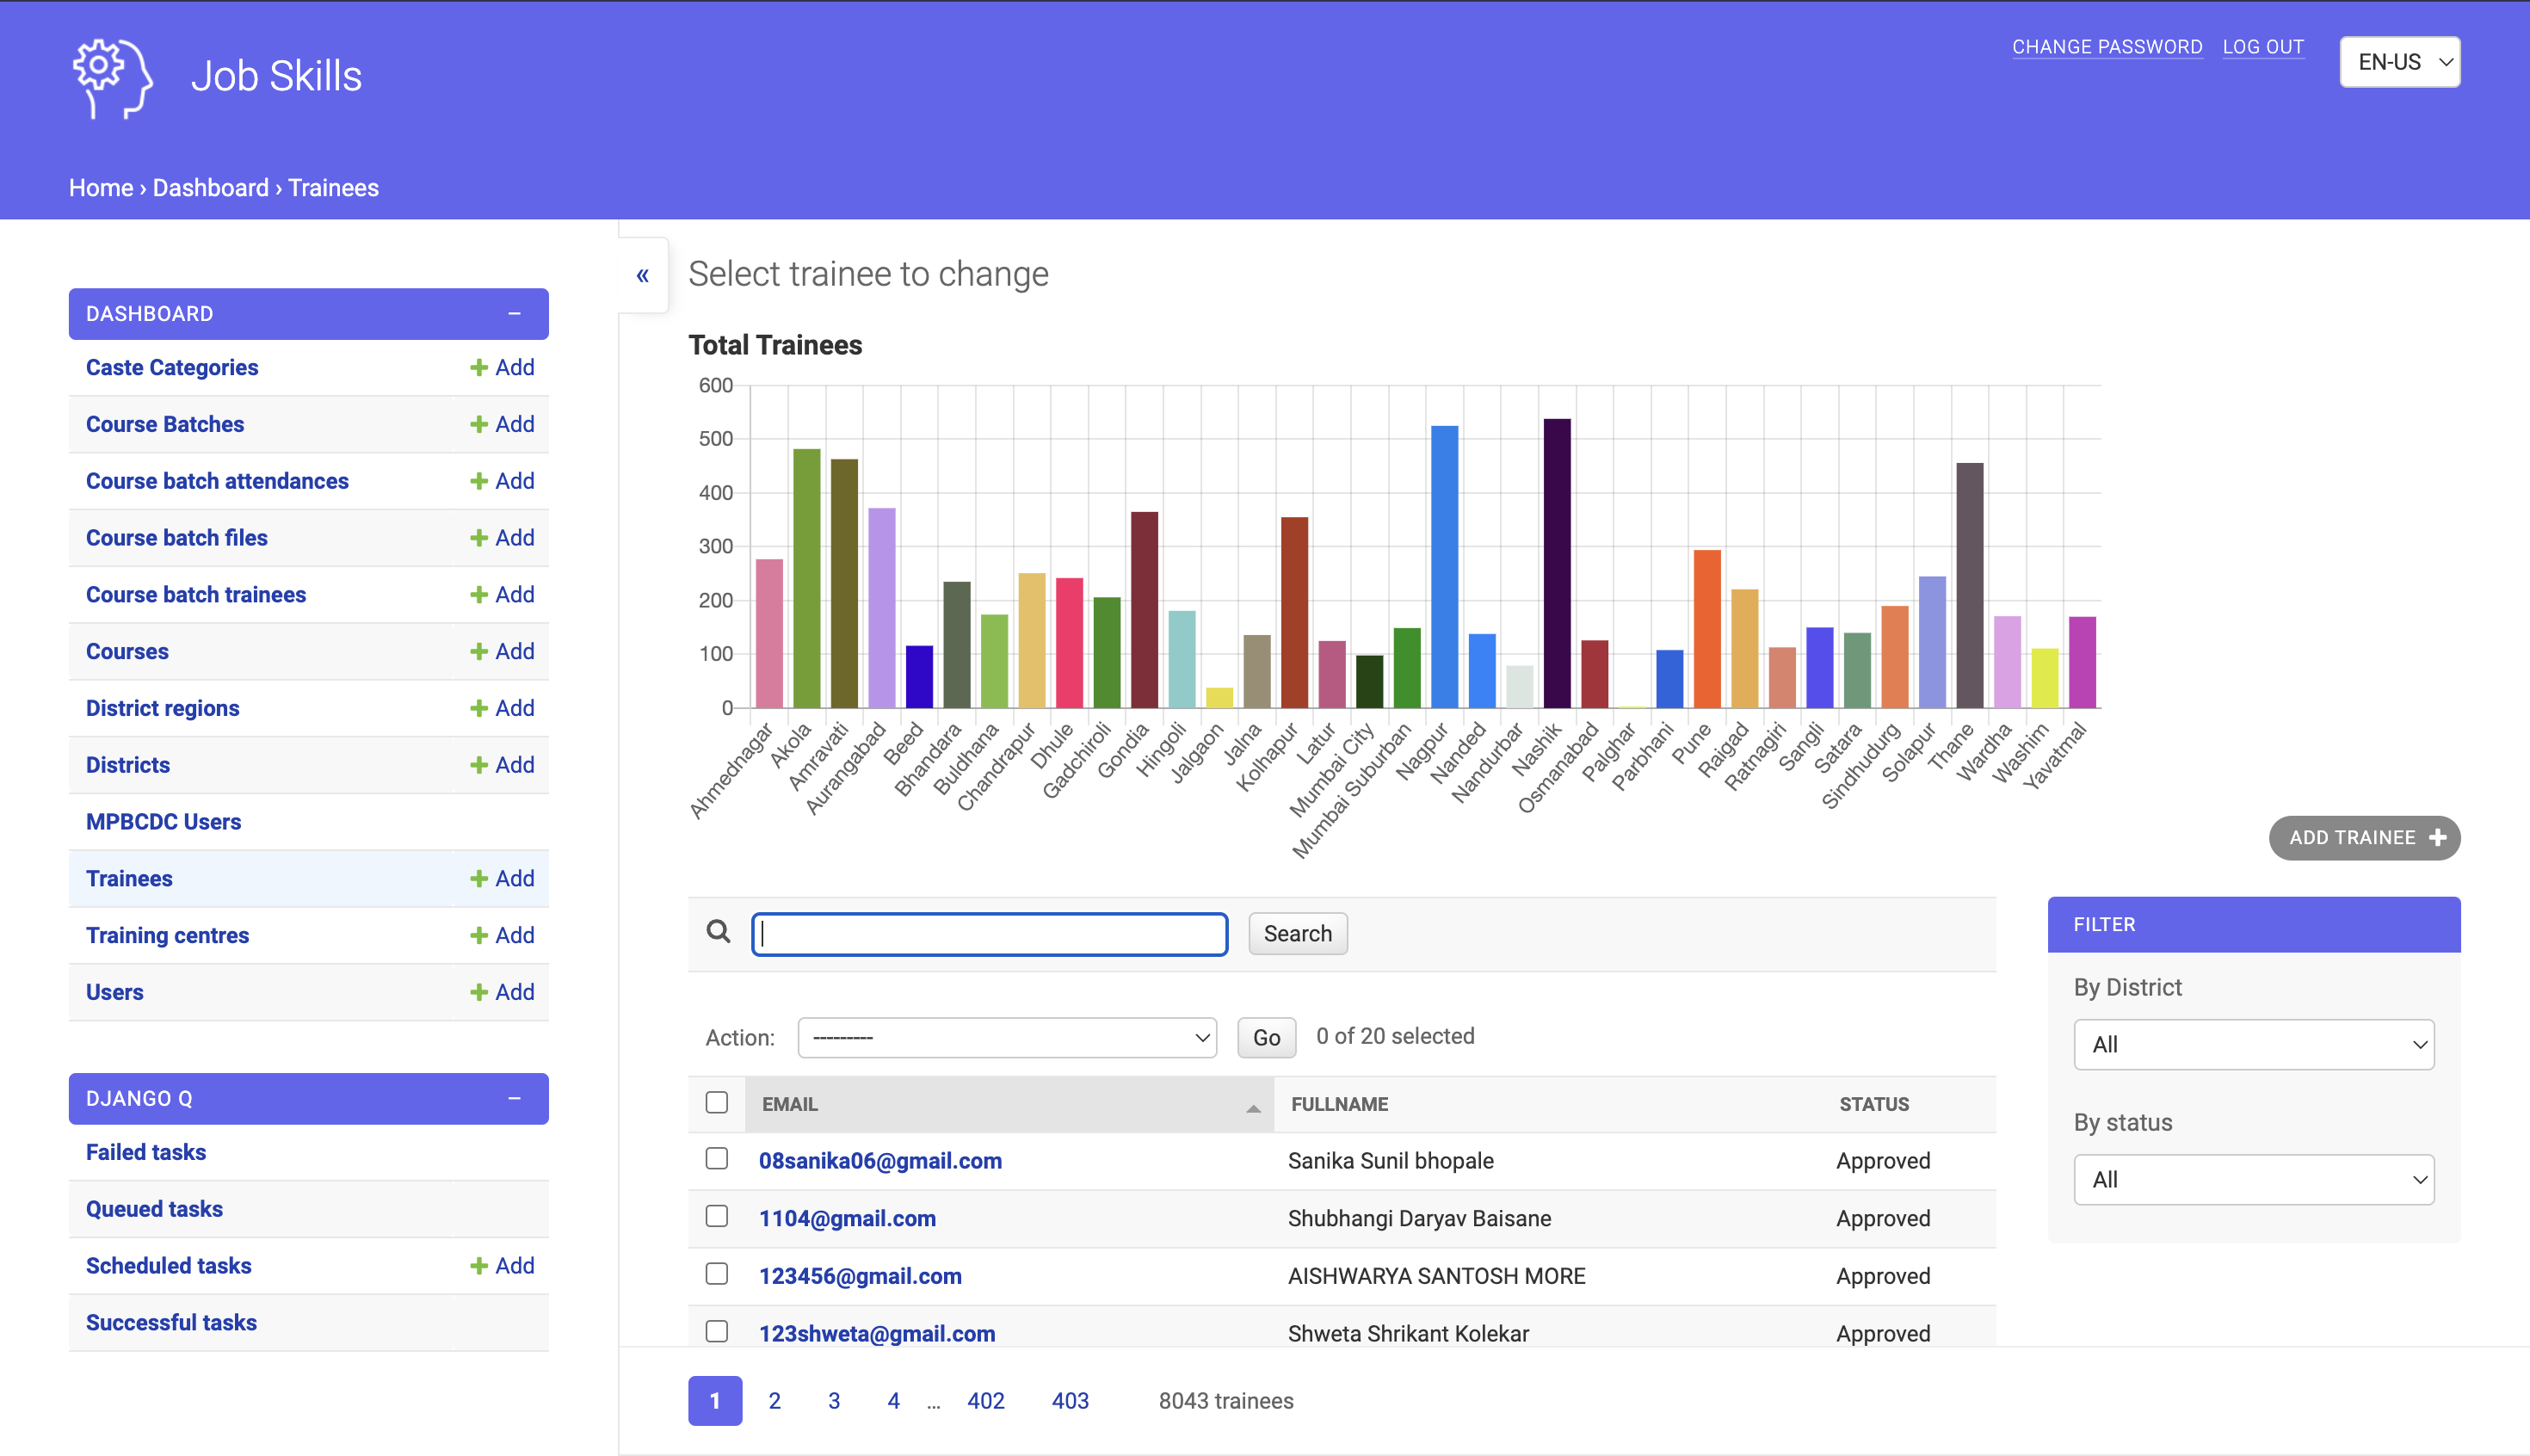 Job Skills
CHANGE PASSWORD LOG OUT EN-US
Home › Dashboard › Trainees
DASHBOARD –
Caste Categories + Add
Course Batches + Add
Course batch attendances + Add
Course batch files + Add
Course batch trainees + Add
Courses + Add
District regions + Add
Districts + Add
MPBCDC Users
Trainees + Add
Training centres + Add
Users + Add
DJANGO Q –
Failed tasks
Queued tasks
Scheduled tasks + Add
Successful tasks
«
Select trainee to change
Total Trainees
600
500
400
300
200
100
0
Ahmednagar
Akola
Amravati
Aurangabad
Beed
Bhandara
Buldhana
Chandrapur
Dhule
Gadchiroli
Gondia
Hingoli
Jalgaon
Jalna
Kolhapur
Latur
Mumbai City
Mumbai Suburban
Nagpur
Nanded
Nandurbar
Nashik
Osmanabad
Palghar
Parbhani
Pune
Raigad
Ratnagiri
Sangli
Satara
Sindhudurg
Solapur
Thane
Wardha
Washim
Yavatmal
ADD TRAINEE +
Search
Action: --------- Go 0 of 20 selected
EMAIL FULLNAME STATUS
08sanika06@gmail.com Sanika Sunil bhopale Approved
1104@gmail.com Shubhangi Daryav Baisane Approved
123456@gmail.com AISHWARYA SANTOSH MORE Approved
123shweta@gmail.com Shweta Shrikant Kolekar Approved
1 2 3 4 … 402 403 8043 trainees
FILTER
By District
All
By status
All